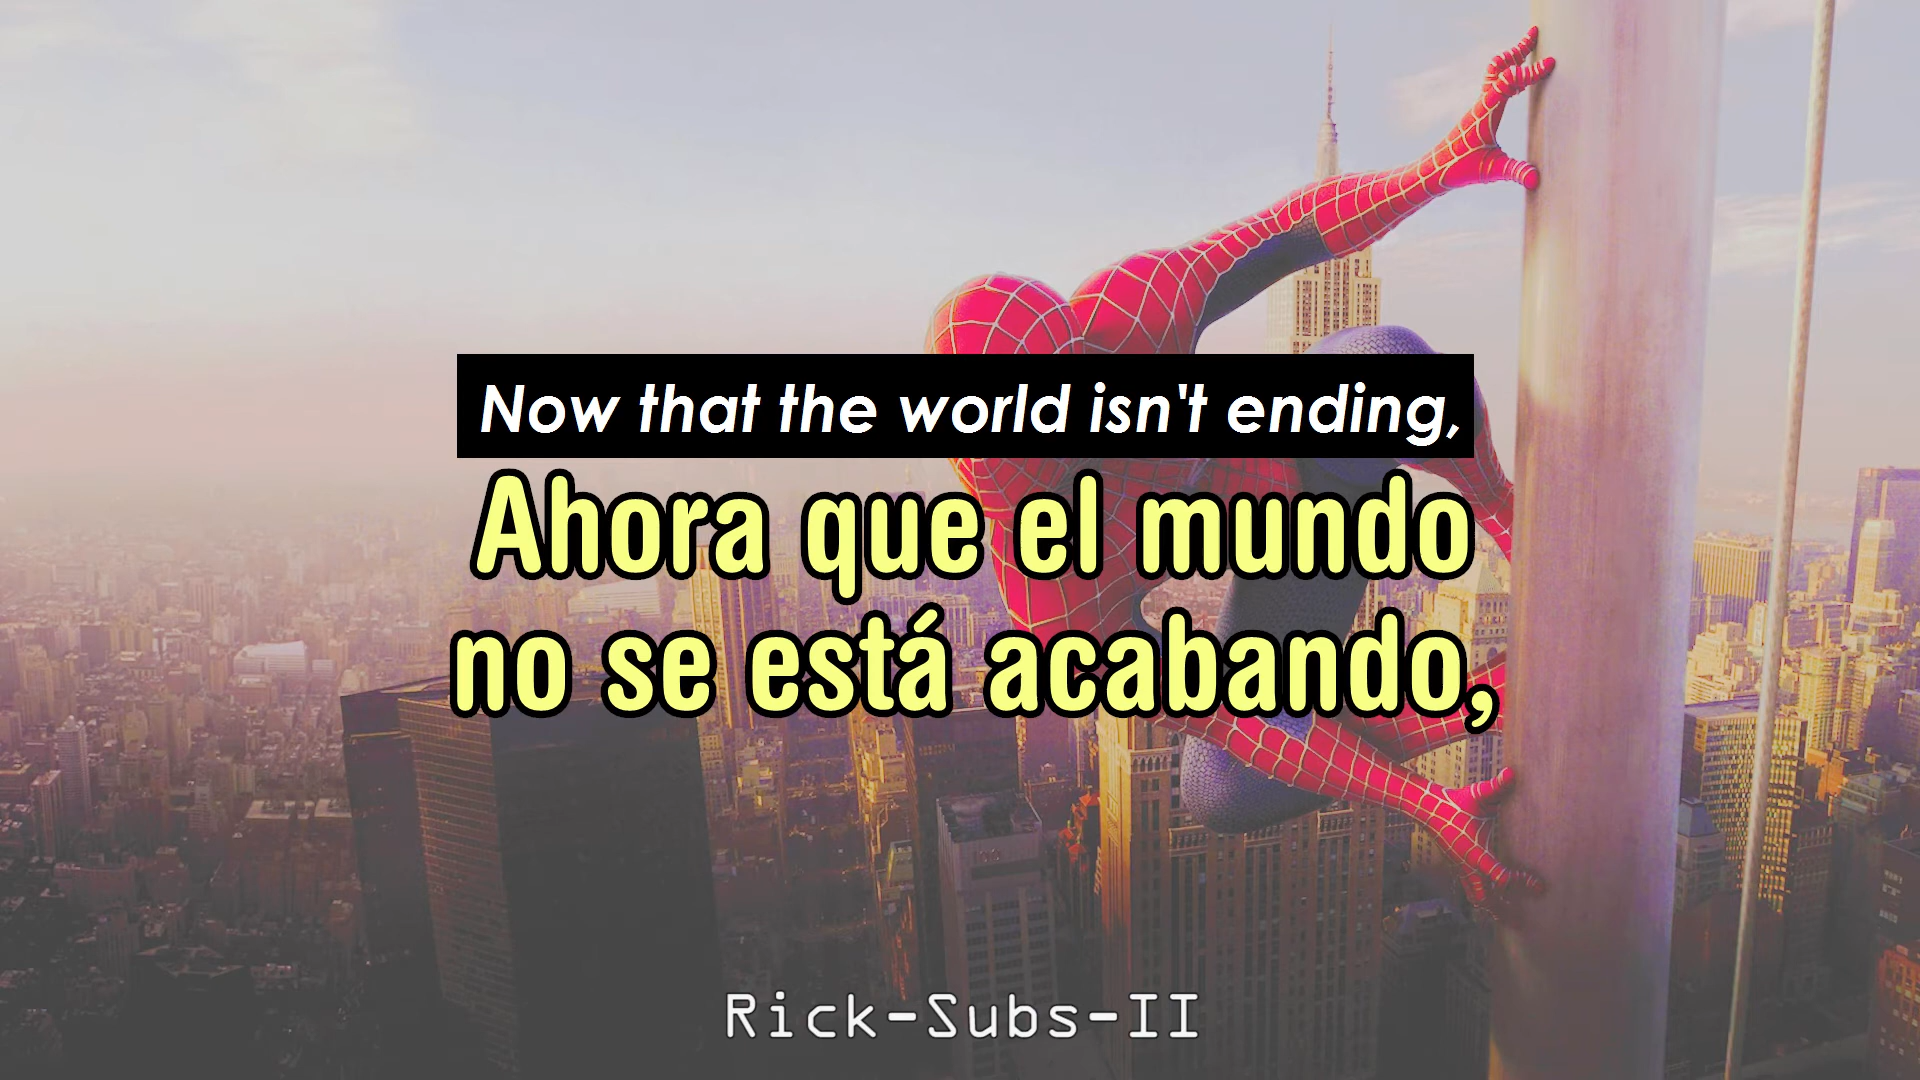 Now that the world isn't ending,
Ahora que el mundo
no se está acabando,
Rick-Subs-II